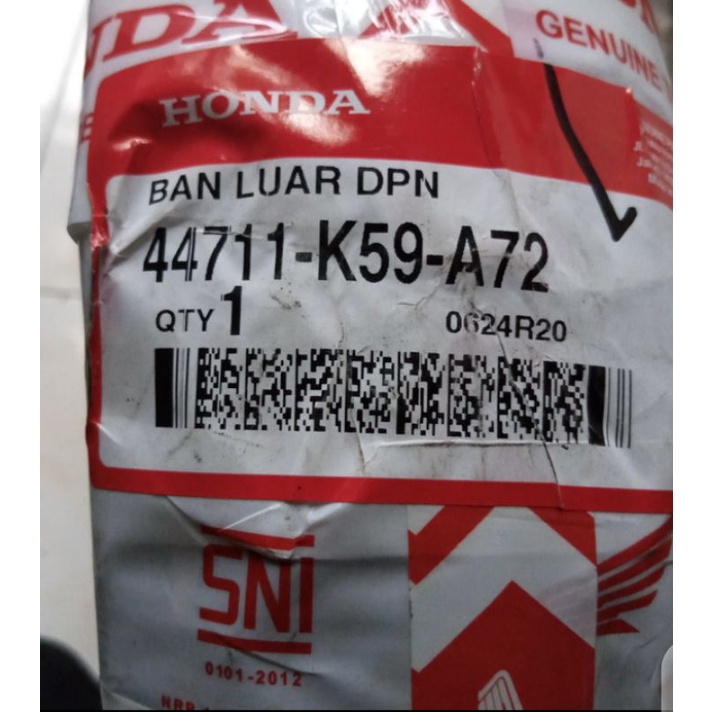 HONDA
GENUINE
HONDA
BAN LUAR DPN
44711-K59-A72
QTY 1
0624R20
SNI
0101-2012